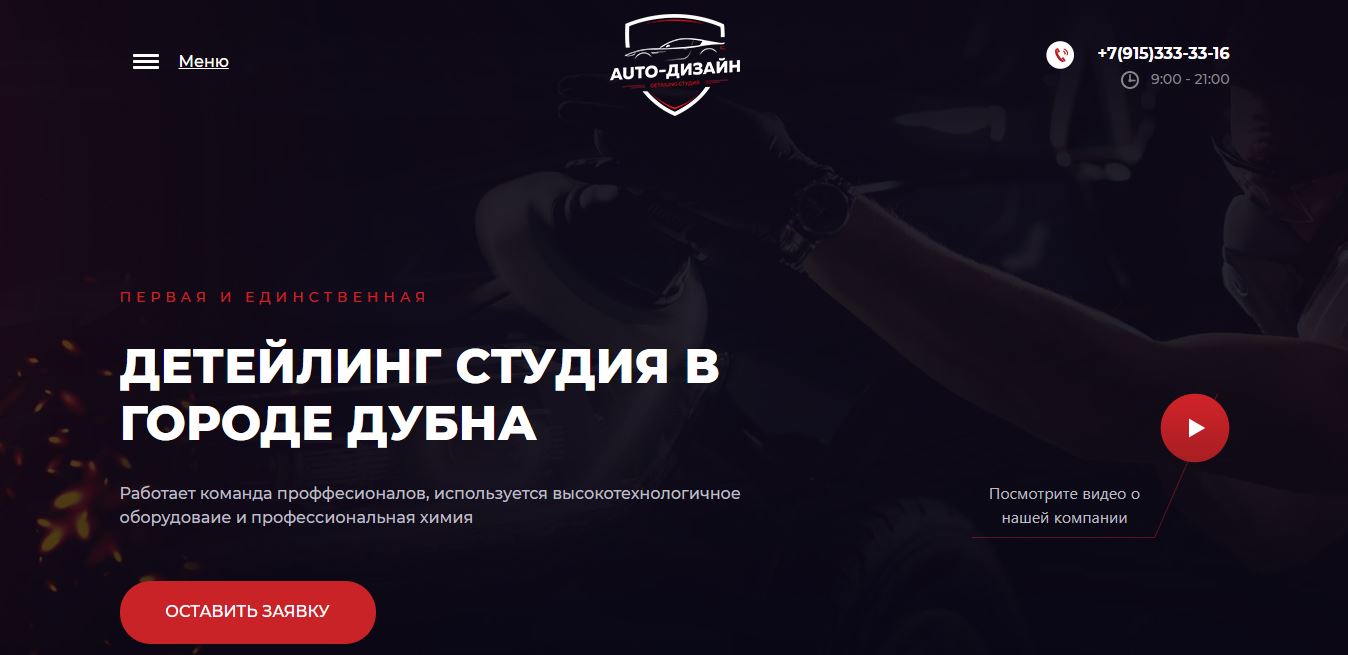 Меню
AUTO-ДИЗАЙН
DETAILING СТУДИЯ
+7(915)333-33-16
9:00 - 21:00
ПЕРВАЯ И ЕДИНСТВЕННАЯ
ДЕТЕЙЛИНГ СТУДИЯ В
ГОРОДЕ ДУБНА
Работает команда проффесионалов, используется высокотехнологичное
оборудоваие и профессиональная химия
Посмотрите видео о
нашей компании
ОСТАВИТЬ ЗАЯВКУ